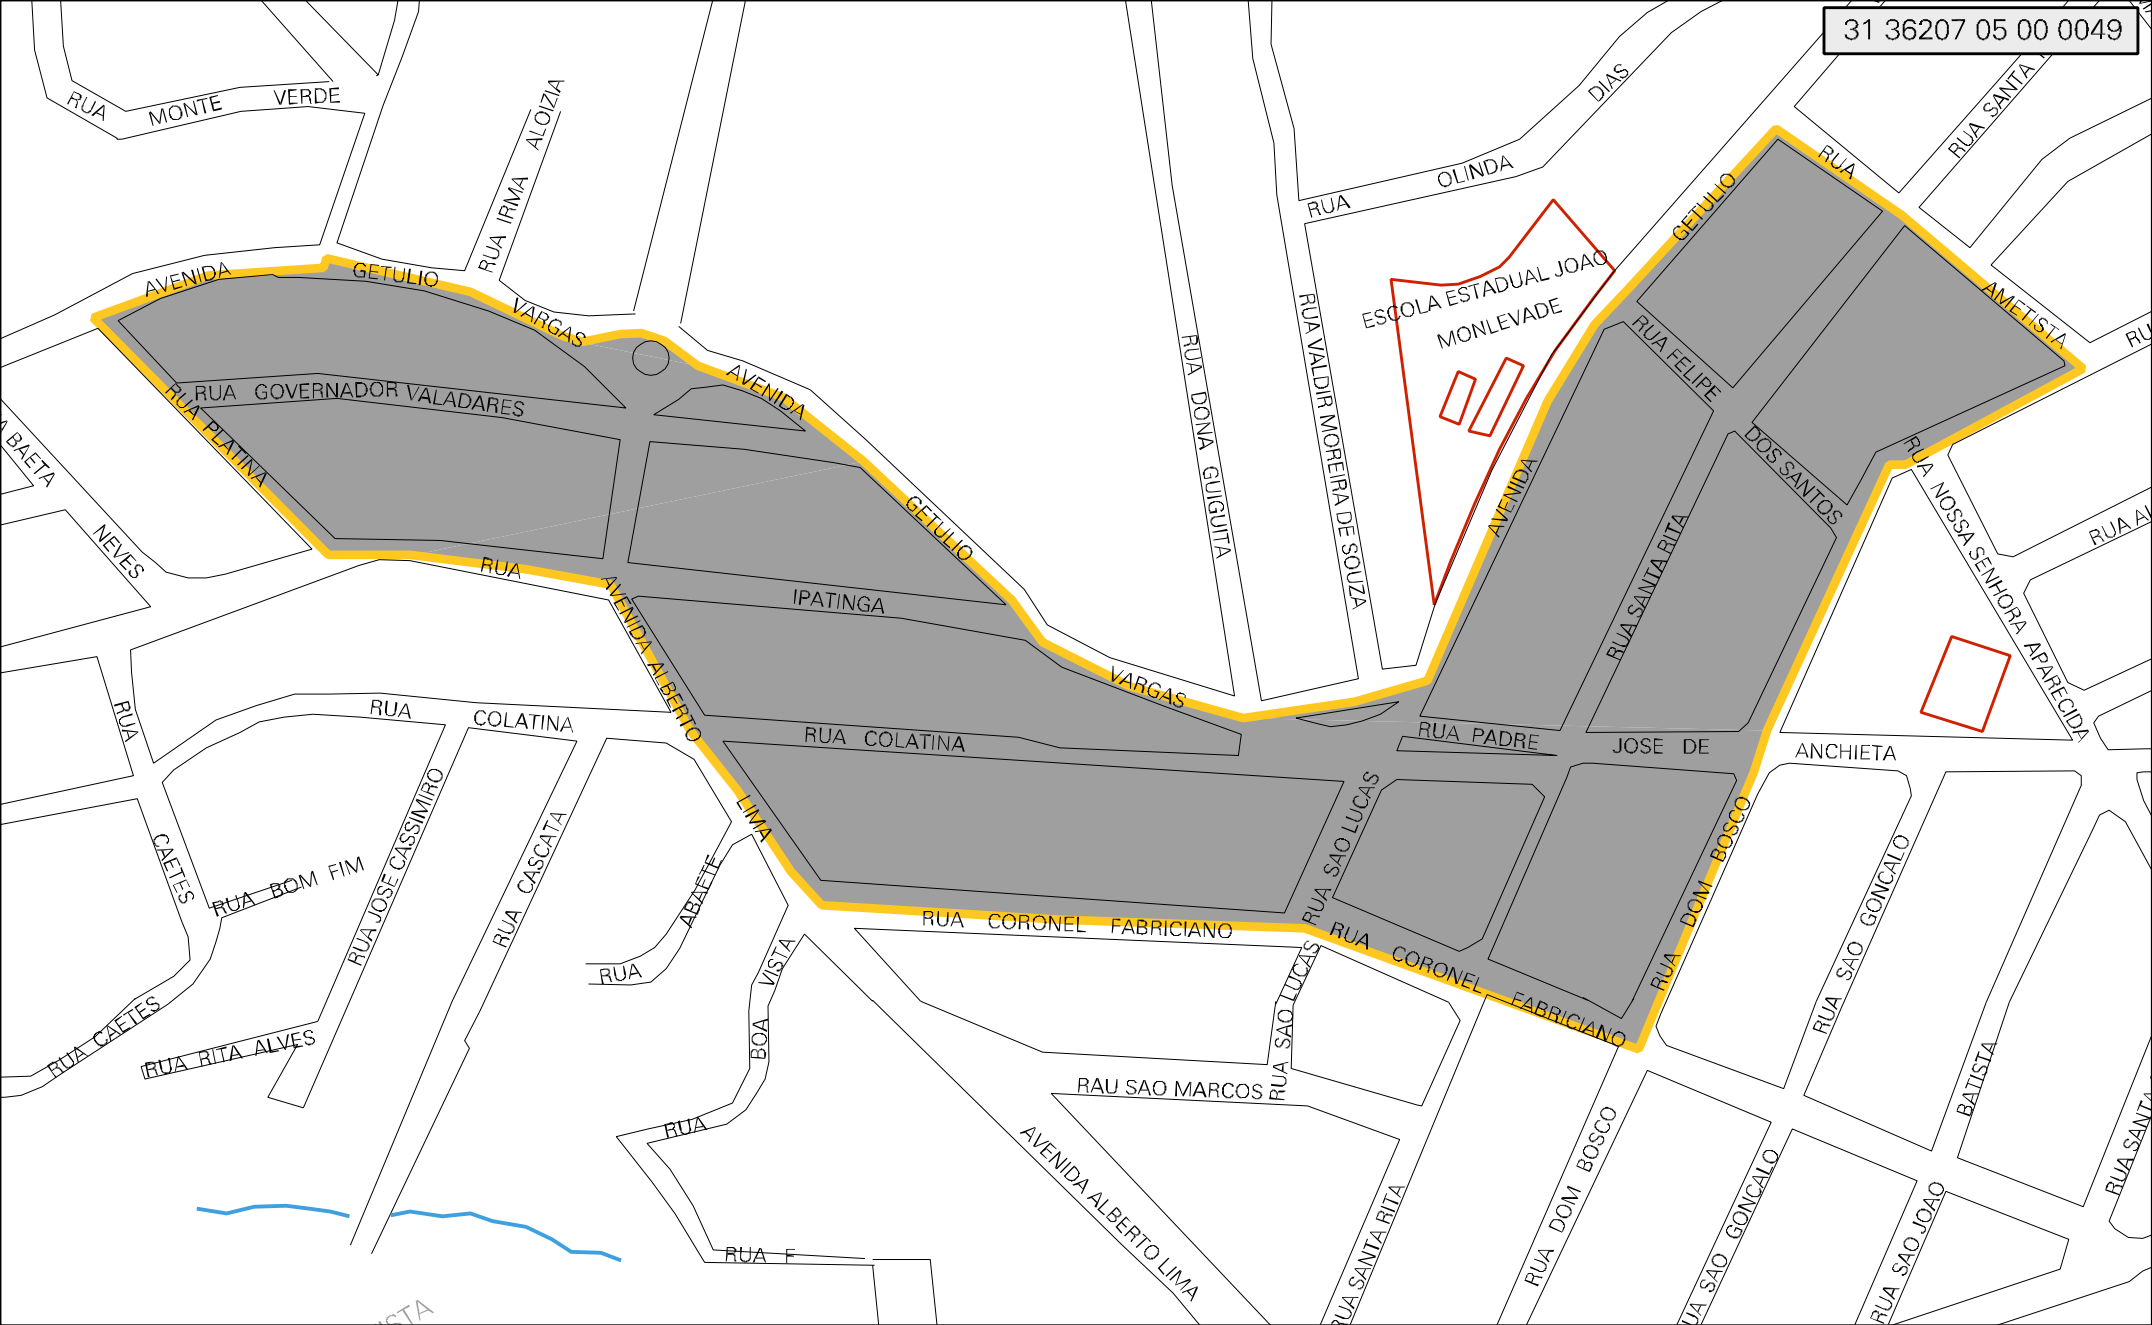 31 36207 05 00 0049
RUA MONTE VERDE
RUA IRMA ALOIZIA
RUA OLINDA DIAS
RUA SANTA
AVENIDA GETULIO VARGAS
AVENIDA GETULIO VARGAS
AVENIDA GETULIO
RUA AMETISTA
ESCOLA ESTADUAL JOAO
MONLEVADE
RUA DONA GUIGUITA
RUA VALDIR MOREIRA DE SOUZA
RUA FELIPE DOS SANTOS
RUA GOVERNADOR VALADARES
RUA PLATINA
BAETA NEVES
RUA IPATINGA
RUA SANTA RITA
RUA NOSSA SENHORA APARECIDA
RUA
RUA
AVENIDA ALBERTO LIMA
RUA COLATINA
RUA COLATINA
RUA PADRE JOSE DE ANCHIETA
RUA CAETES
RUA JOSE CASSIMIRO
RUA CASCATA
RUA BOM FIM
RUA ABAETE
RUA SAO LUCAS
RUA DOM BOSCO
RUA SAO GONCALO
RUA CORONEL FABRICIANO
RUA CORONEL FABRICIANO
RUA CAETES
RUA RITA ALVES
RUA BOA VISTA
RUA SAO LUCAS
RAU SAO MARCOS
AVENIDA ALBERTO LIMA
RUA SANTA RITA
RUA DOM BOSCO
SAO GONCALO
RUA SAO JOAO BATISTA
RUA SANTA
RUA F